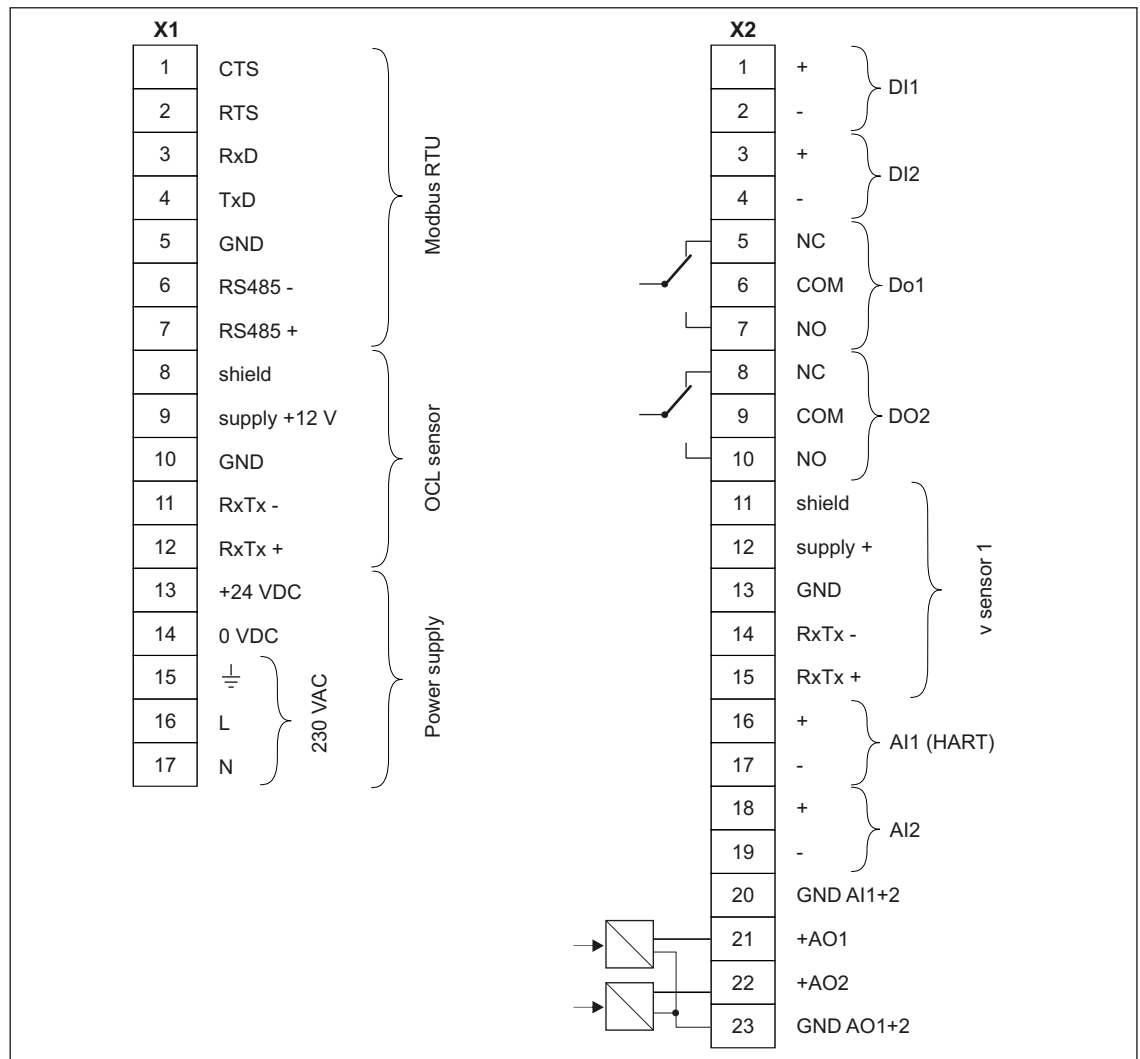 X1
1 CTS
2 RTS
3 RxD
4 TxD
5 GND
6 RS485 -
7 RS485 +
Modbus RTU
8 shield
9 supply +12 V
10 GND
11 RxTx -
12 RxTx +
OCL sensor
13 +24 VDC
14 0 VDC
15
16 L
17 N
230 VAC
Power supply
X2
1 +
2 -
DI1
3 +
4 -
DI2
5 NC
6 COM
7 NO
Do1
8 NC
9 COM
10 NO
DO2
11 shield
12 supply +
13 GND
14 RxTx -
15 RxTx +
v sensor 1
16 +
17 -
AI1 (HART)
18 +
19 -
AI2
20 GND AI1+2
21 +AO1
22 +AO2
23 GND AO1+2